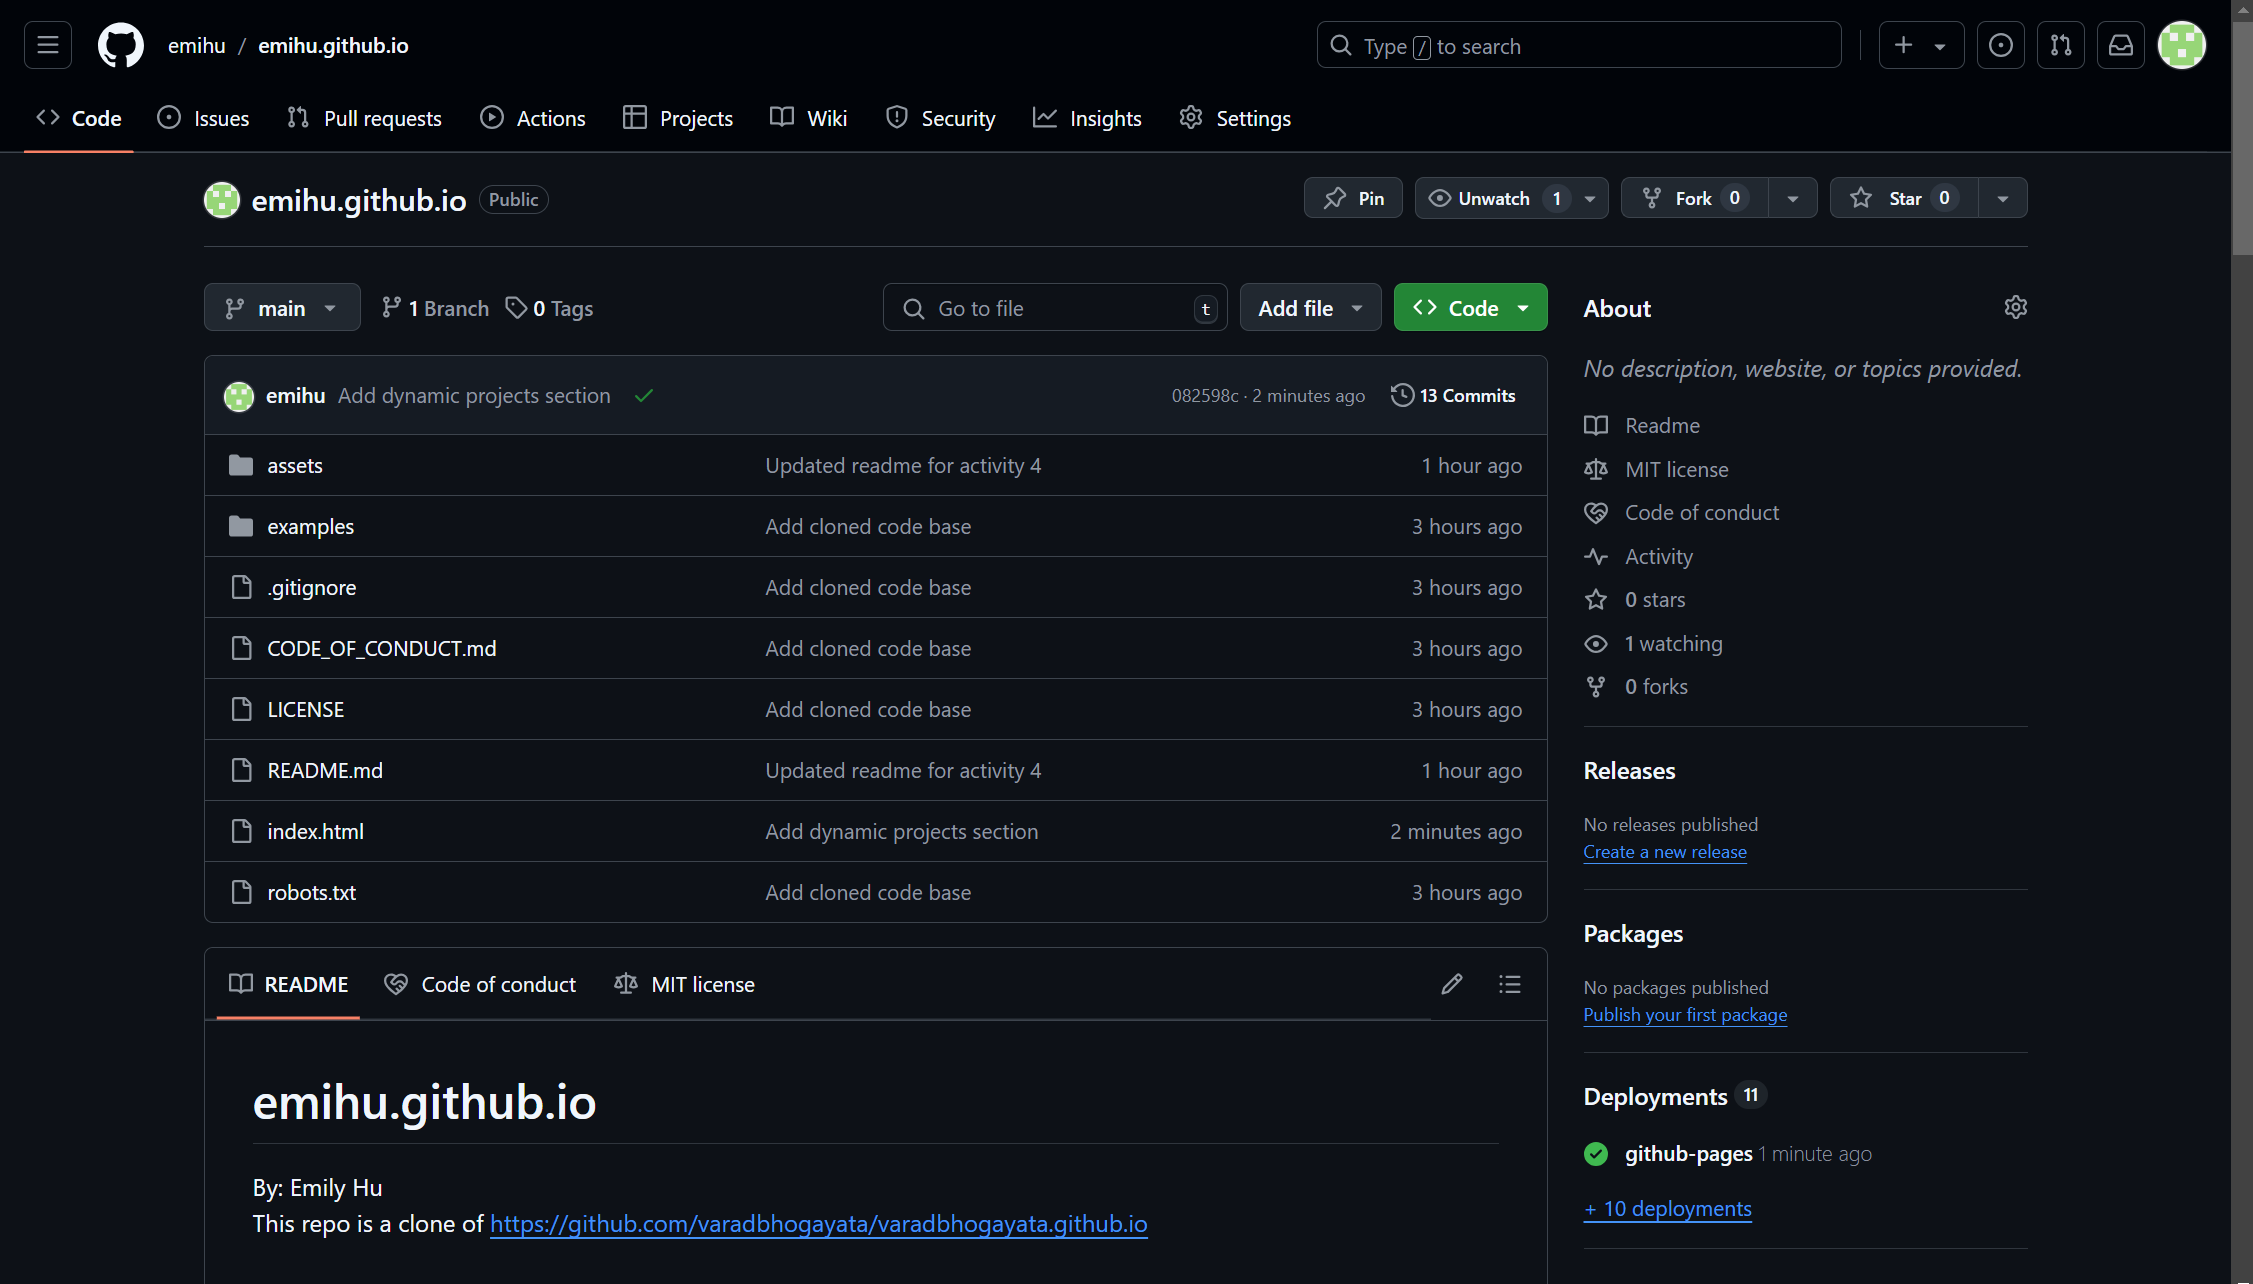 emihu / emihu.github.io
Type / to search
Code Issues Pull requests Actions Projects Wiki Security Insights Settings
emihu.github.io Public
Pin Unwatch 1 Fork 0 Star 0
main 1 Branch 0 Tags
Go to file t Add file Code
emihu Add dynamic projects section 082598c · 2 minutes ago 13 Commits
assets Updated readme for activity 4 1 hour ago
examples Add cloned code base 3 hours ago
.gitignore Add cloned code base 3 hours ago
CODE_OF_CONDUCT.md Add cloned code base 3 hours ago
LICENSE Add cloned code base 3 hours ago
README.md Updated readme for activity 4 1 hour ago
index.html Add dynamic projects section 2 minutes ago
robots.txt Add cloned code base 3 hours ago
README Code of conduct MIT license
emihu.github.io
By: Emily Hu
This repo is a clone of https://github.com/varadbhogayata/varadbhogayata.github.io
About
No description, website, or topics provided.
Readme
MIT license
Code of conduct
Activity
0 stars
1 watching
0 forks
Releases
No releases published
Create a new release
Packages
No packages published
Publish your first package
Deployments 11
github-pages 1 minute ago
+ 10 deployments